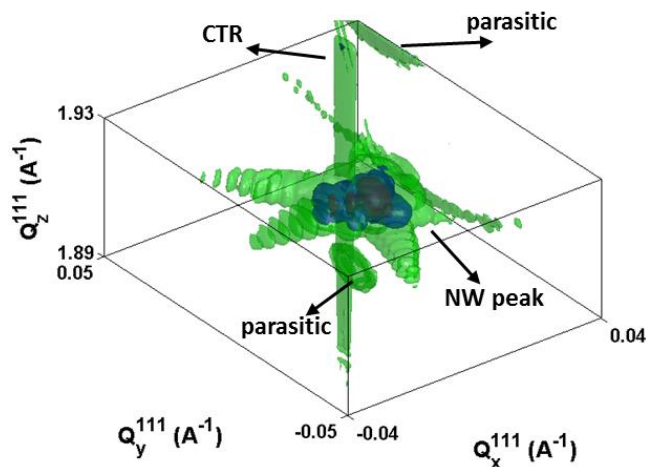 CTR
parasitic
1.93
Q_z^111 (A^-1)
1.89
0.05
NW peak
parasitic
0.04
Q_y^111 (A^-1)
-0.05
-0.04
Q_x^111 (A^-1)